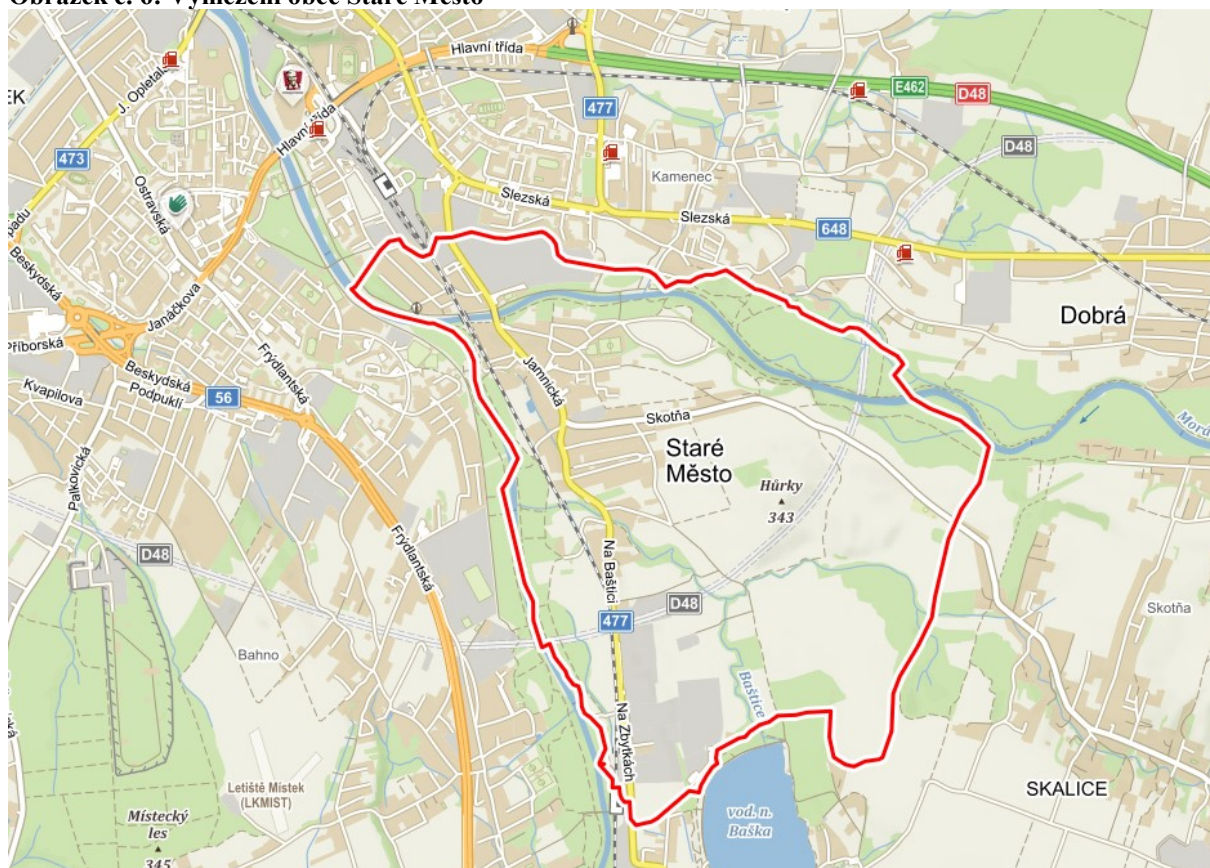 Obrázek č. 6: Vymezení obce Staré Město
Hlavní třída
J. Opletala
EK
E462
D48
477
D48
Hlavní třída
473
Kamenec
Ostravská
Slezská
Slezská
648
Beskydská
Dobrá
Janáčkova
Příborská
Frýdlantská
Beskydská
Podpuklí
56
Kvapilova
Jamnická
Skotňa
Staré
Město
Hůrky
343
Palkovická
D48
Frýdlantská
Na Baštici
D48
477
Skotňa
Bahno
Baštice
Na Zbytkách
Letiště Místek
(LKMIST)
SKALICE
Místecký
les
345
vod. n.
Baška